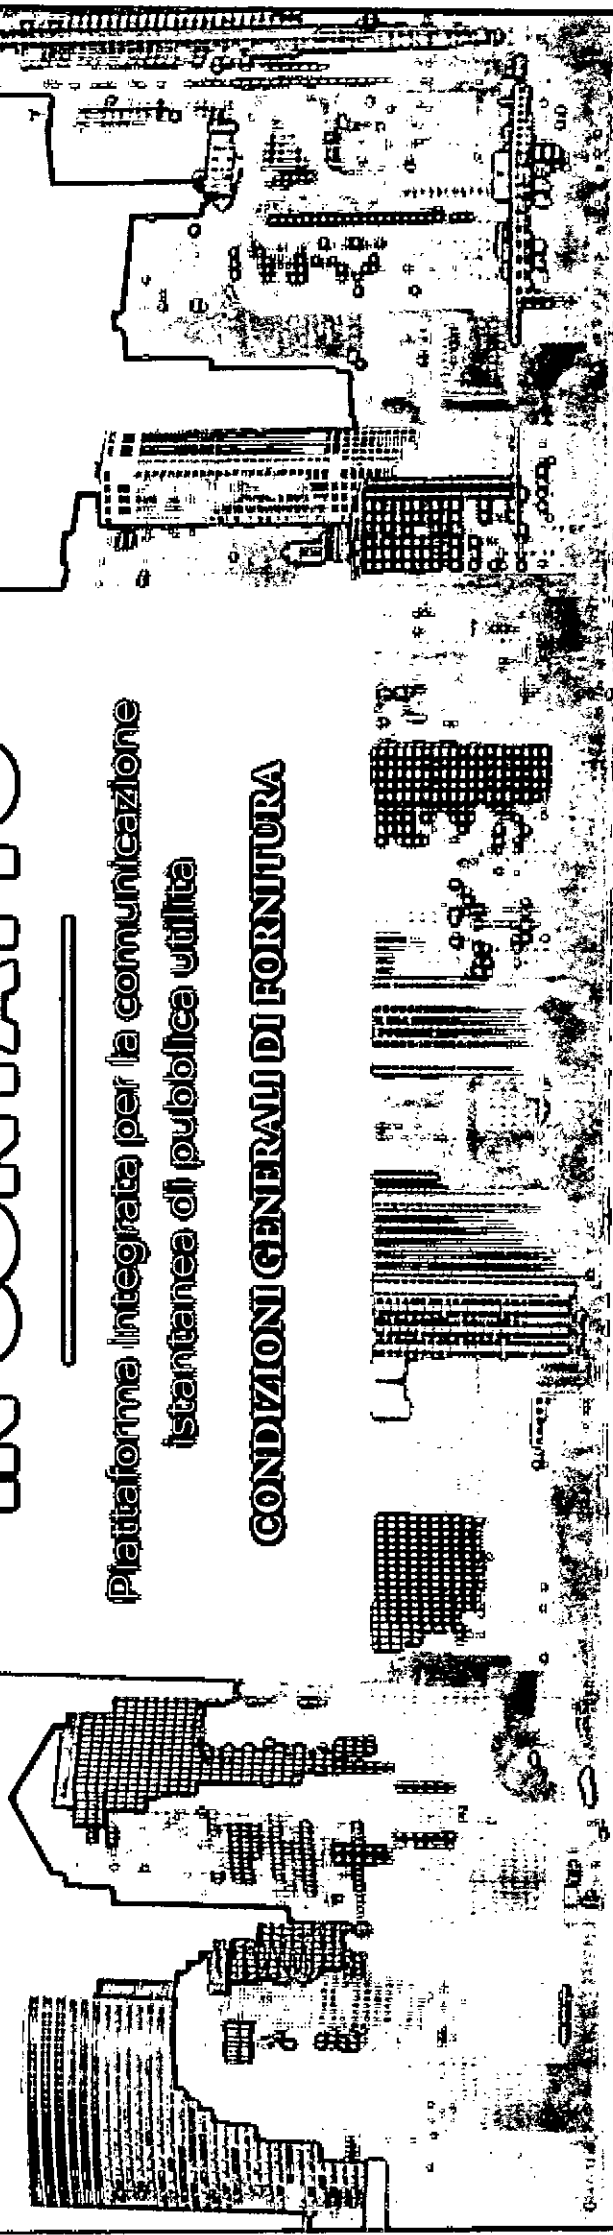 Piattaforma integrata per la comunicazione
istantanea di pubblica utilità
CONDIZIONI GENERALI DI FORNITURA